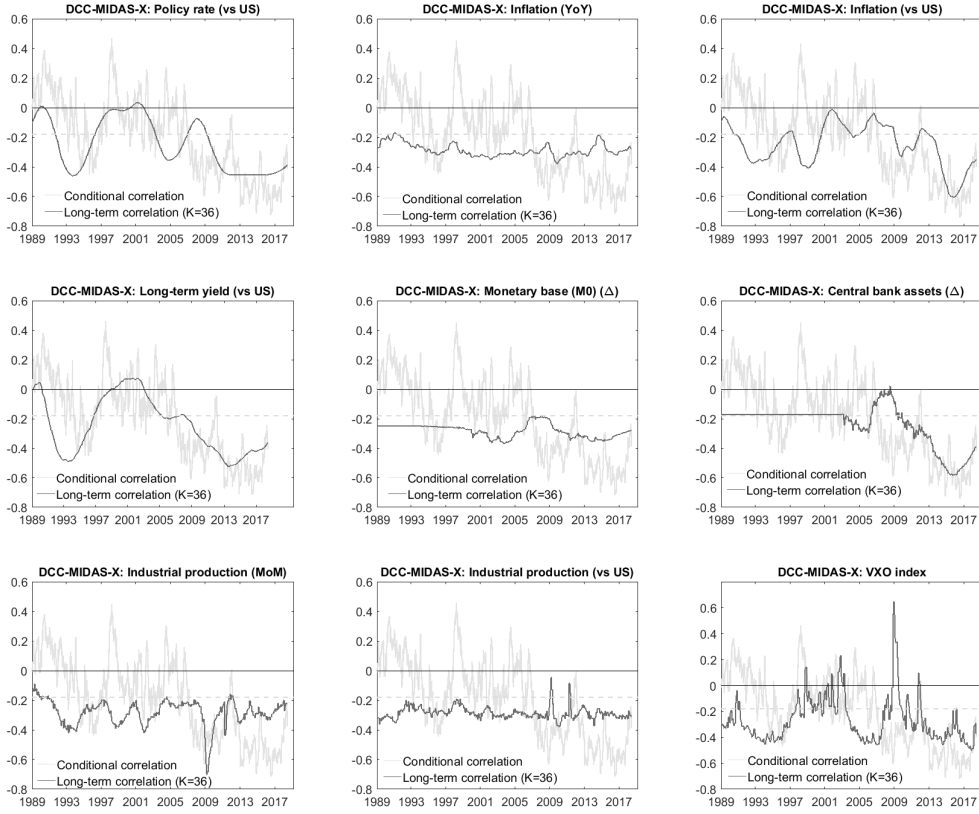 DCC-MIDAS-X: Policy rate (vs US)
0.6
0.4
0.2
0
-0.2
-0.4
-0.6
-0.8
Conditional correlation
Long-term correlation (K=36)
1989 1993 1997 2001 2005 2009 2013 2017
DCC-MIDAS-X: Inflation (YoY)
0.6
0.4
0.2
0
-0.2
-0.4
-0.6
-0.8
Conditional correlation
Long-term correlation (K=36)
1989 1993 1997 2001 2005 2009 2013 2017
DCC-MIDAS-X: Inflation (vs US)
0.6
0.4
0.2
0
-0.2
-0.4
-0.6
-0.8
Conditional correlation
Long-term correlation (K=36)
1989 1993 1997 2001 2005 2009 2013 2017
DCC-MIDAS-X: Long-term yield (vs US)
0.6
0.4
0.2
0
-0.2
-0.4
-0.6
-0.8
Conditional correlation
Long-term correlation (K=36)
1989 1993 1997 2001 2005 2009 2013 2017
DCC-MIDAS-X: Monetary base (M0) (Δ)
0.6
0.4
0.2
0
-0.2
-0.4
-0.6
-0.8
Conditional correlation
Long-term correlation (K=36)
1989 1993 1997 2001 2005 2009 2013 2017
DCC-MIDAS-X: Central bank assets (Δ)
0.6
0.4
0.2
0
-0.2
-0.4
-0.6
-0.8
Conditional correlation
Long-term correlation (K=36)
1989 1993 1997 2001 2005 2009 2013 2017
DCC-MIDAS-X: Industrial production (MoM)
0.6
0.4
0.2
0
-0.2
-0.4
-0.6
-0.8
Conditional correlation
Long-term correlation (K=36)
1989 1993 1997 2001 2005 2009 2013 2017
DCC-MIDAS-X: Industrial production (vs US)
0.6
0.4
0.2
0
-0.2
-0.4
-0.6
-0.8
Conditional correlation
Long-term correlation (K=36)
1989 1993 1997 2001 2005 2009 2013 2017
DCC-MIDAS-X: VXO index
0.6
0.4
0.2
0
-0.2
-0.4
-0.6
-0.8
Conditional correlation
Long-term correlation (K=36)
1989 1993 1997 2001 2005 2009 2013 2017